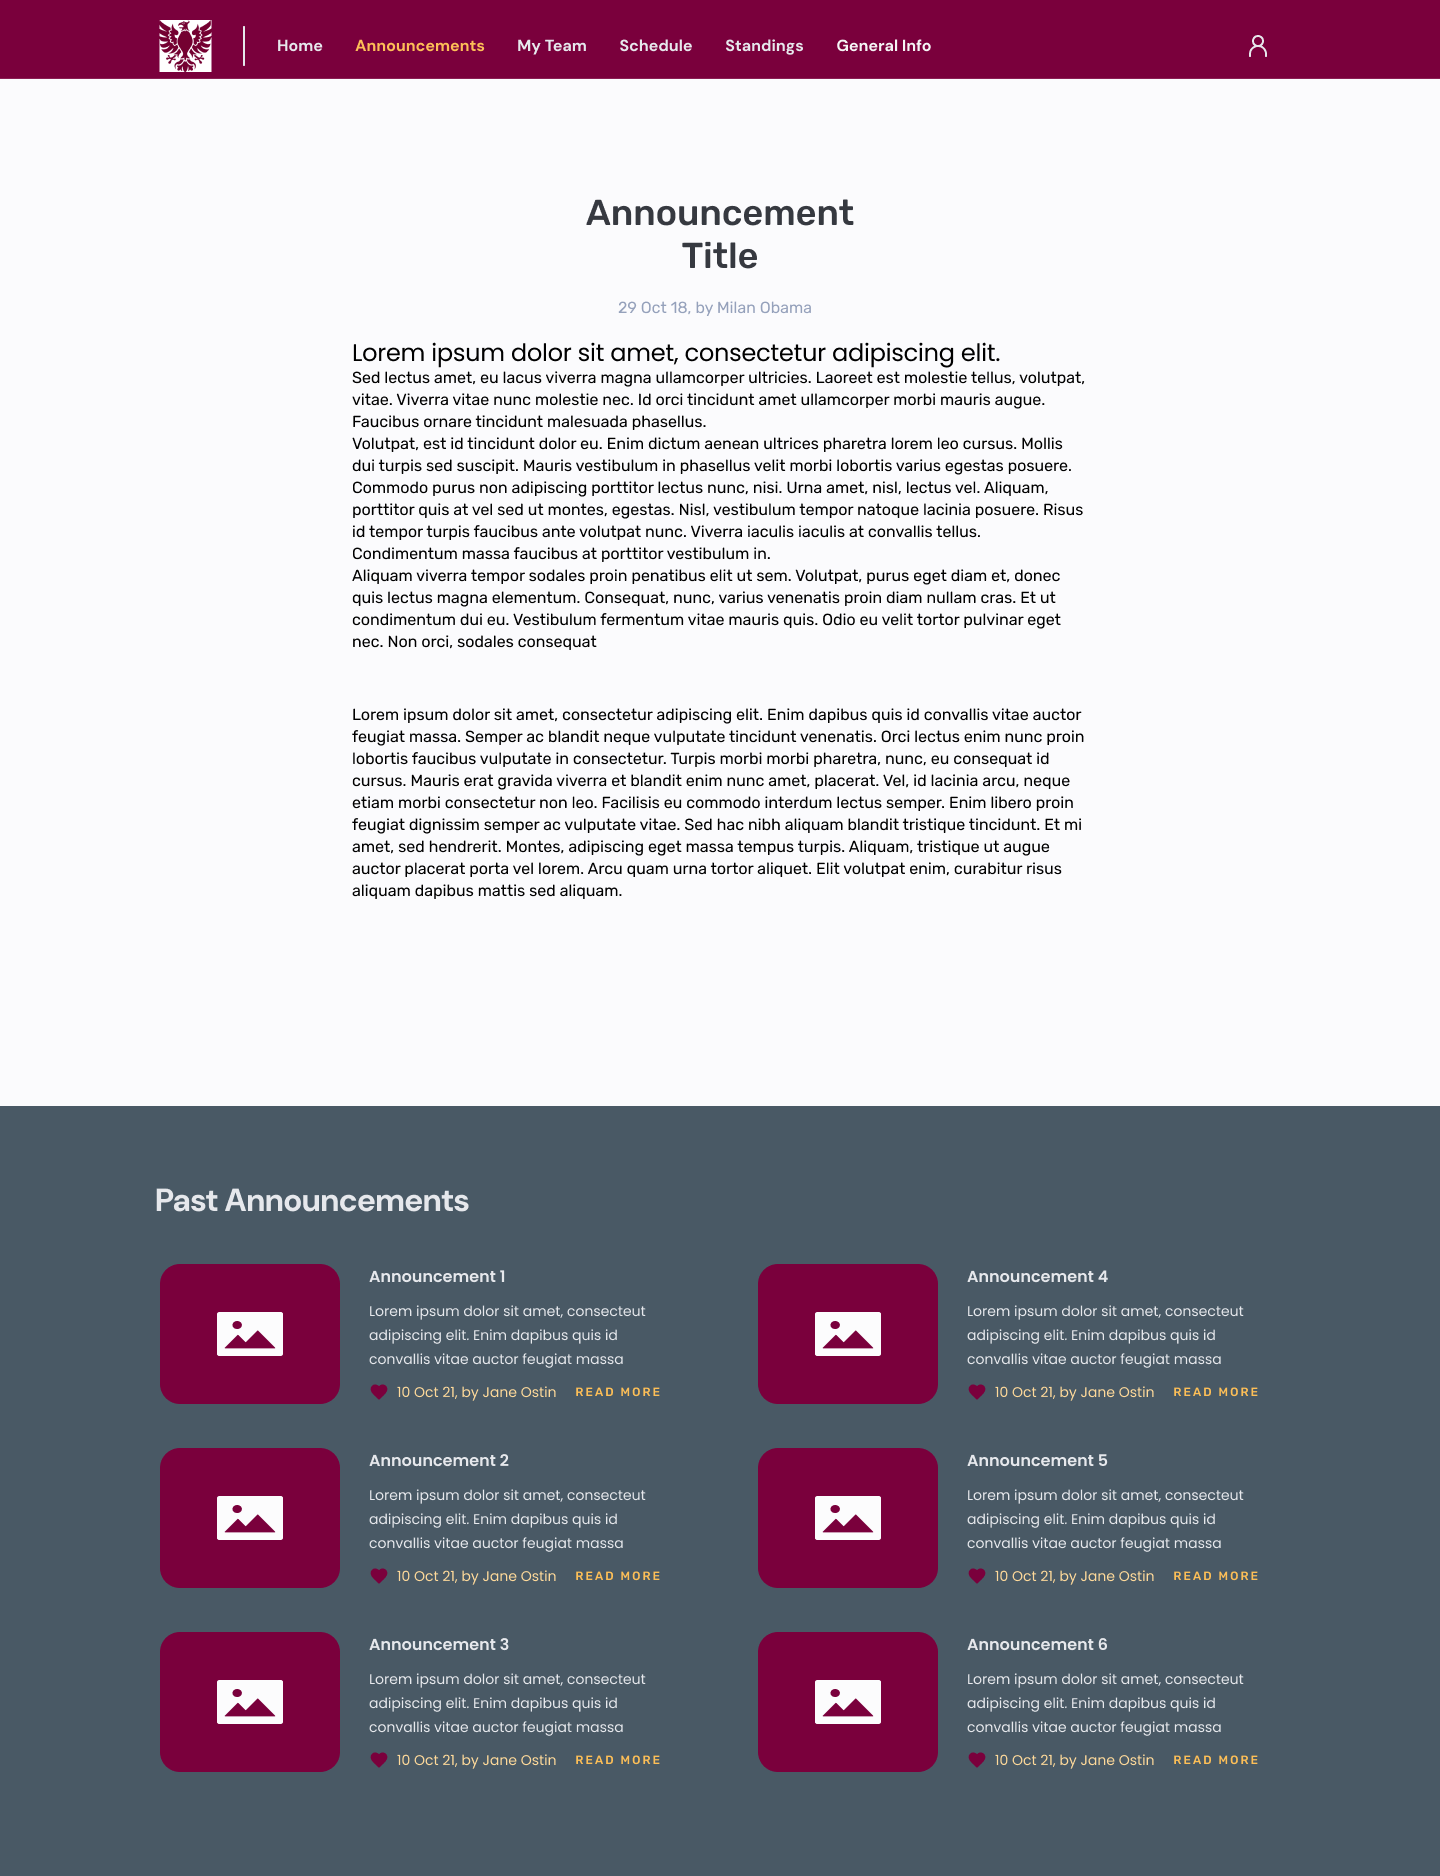 Home Announcements My Team Schedule Standings General Info
Announcement
Title
29 Oct 18, by Milan Obama
Lorem ipsum dolor sit amet, consectetur adipiscing elit.
Sed lectus amet, eu lacus viverra magna ullamcorper ultricies. Laoreet est molestie tellus, volutpat,
vitae. Viverra vitae nunc molestie nec. Id orci tincidunt amet ullamcorper morbi mauris augue.
Faucibus ornare tincidunt malesuada phasellus.
Volutpat, est id tincidunt dolor eu. Enim dictum aenean ultrices pharetra lorem leo cursus. Mollis
dui turpis sed suscipit. Mauris vestibulum in phasellus velit morbi lobortis varius egestas posuere.
Commodo purus non adipiscing porttitor lectus nunc, nisi. Urna amet, nisl, lectus vel. Aliquam,
porttitor quis at vel sed ut montes, egestas. Nisl, vestibulum tempor natoque lacinia posuere. Risus
id tempor turpis faucibus ante volutpat nunc. Viverra iaculis iaculis at convallis tellus.
Condimentum massa faucibus at porttitor vestibulum in.
Aliquam viverra tempor sodales proin penatibus elit ut sem. Volutpat, purus eget diam et, donec
quis lectus magna elementum. Consequat, nunc, varius venenatis proin diam nullam cras. Et ut
condimentum dui eu. Vestibulum fermentum vitae mauris quis. Odio eu velit tortor pulvinar eget
nec. Non orci, sodales consequat
Lorem ipsum dolor sit amet, consectetur adipiscing elit. Enim dapibus quis id convallis vitae auctor
feugiat massa. Semper ac blandit neque vulputate tincidunt venenatis. Orci lectus enim nunc proin
lobortis faucibus vulputate in consectetur. Turpis morbi morbi pharetra, nunc, eu consequat id
cursus. Mauris erat gravida viverra et blandit enim nunc amet, placerat. Vel, id lacinia arcu, neque
etiam morbi consectetur non leo. Facilisis eu commodo interdum lectus semper. Enim libero proin
feugiat dignissim semper ac vulputate vitae. Sed hac nibh aliquam blandit tristique tincidunt. Et mi
amet, sed hendrerit. Montes, adipiscing eget massa tempus turpis. Aliquam, tristique ut augue
auctor placerat porta vel lorem. Arcu quam urna tortor aliquet. Elit volutpat enim, curabitur risus
aliquam dapibus mattis sed aliquam.
Past Announcements
Announcement 1
Lorem ipsum dolor sit amet, consecteut
adipiscing elit. Enim dapibus quis id
convallis vitae auctor feugiat massa
10 Oct 21, by Jane Ostin READ MORE
Announcement 2
Lorem ipsum dolor sit amet, consecteut
adipiscing elit. Enim dapibus quis id
convallis vitae auctor feugiat massa
10 Oct 21, by Jane Ostin READ MORE
Announcement 3
Lorem ipsum dolor sit amet, consecteut
adipiscing elit. Enim dapibus quis id
convallis vitae auctor feugiat massa
10 Oct 21, by Jane Ostin READ MORE
Announcement 4
Lorem ipsum dolor sit amet, consecteut
adipiscing elit. Enim dapibus quis id
convallis vitae auctor feugiat massa
10 Oct 21, by Jane Ostin READ MORE
Announcement 5
Lorem ipsum dolor sit amet, consecteut
adipiscing elit. Enim dapibus quis id
convallis vitae auctor feugiat massa
10 Oct 21, by Jane Ostin READ MORE
Announcement 6
Lorem ipsum dolor sit amet, consecteut
adipiscing elit. Enim dapibus quis id
convallis vitae auctor feugiat massa
10 Oct 21, by Jane Ostin READ MORE